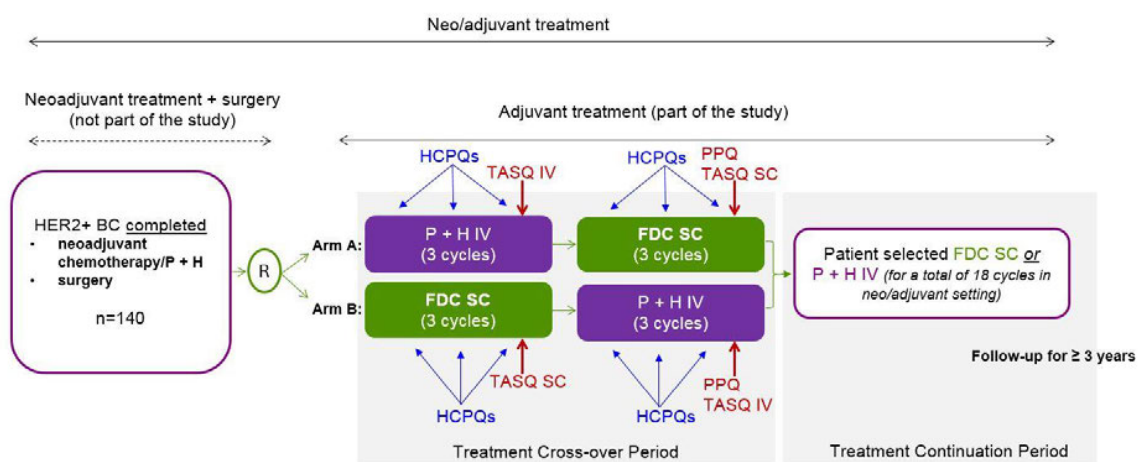 Neo/adjuvant treatment
Neoadjuvant treatment + surgery
(not part of the study)
Adjuvant treatment (part of the study)
HER2+ BC completed
• neoadjuvant
chemotherapy/P + H
• surgery
n=140
R
HCPQs
TASQ IV
HCPQs
PPQ
TASQ SC
Arm A:
P + H IV
(3 cycles)
FDC SC
(3 cycles)
Arm B:
FDC SC
(3 cycles)
P + H IV
(3 cycles)
TASQ SC
HCPQs
PPQ
TASQ IV
HCPQs
Treatment Cross-over Period
Patient selected FDC SC or
P + H IV (for a total of 18 cycles in
neo/adjuvant setting)
Follow-up for ≥ 3 years
Treatment Continuation Period